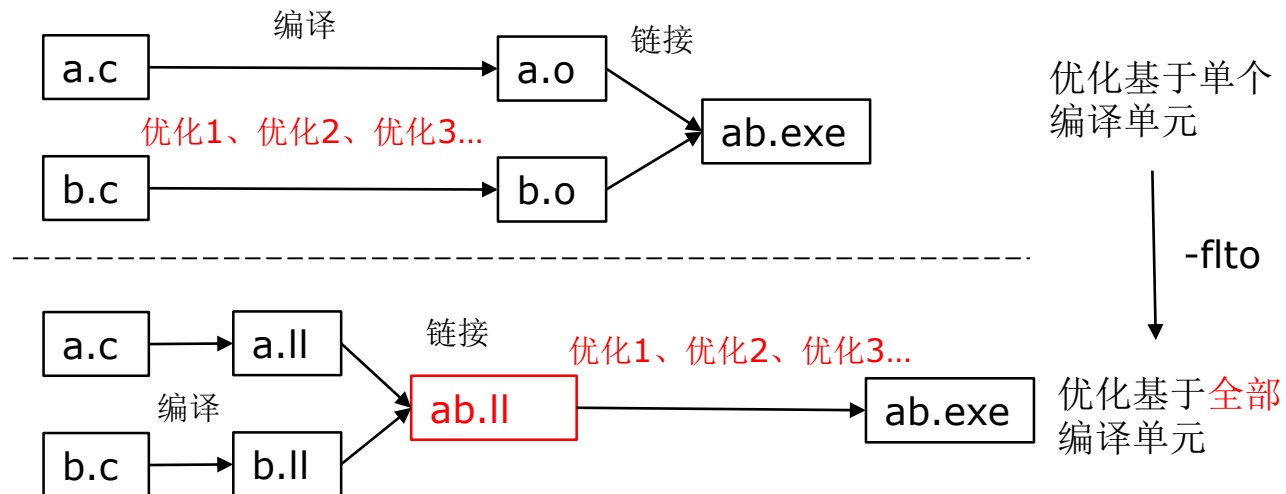 编译
链接
a.c
a.o
优化1、优化2、优化3...
ab.exe
b.c
b.o
优化基于单个
编译单元
-flto
a.c
a.ll
链接
优化1、优化2、优化3...
编译
ab.ll
ab.exe
b.c
b.ll
优化基于全部
编译单元